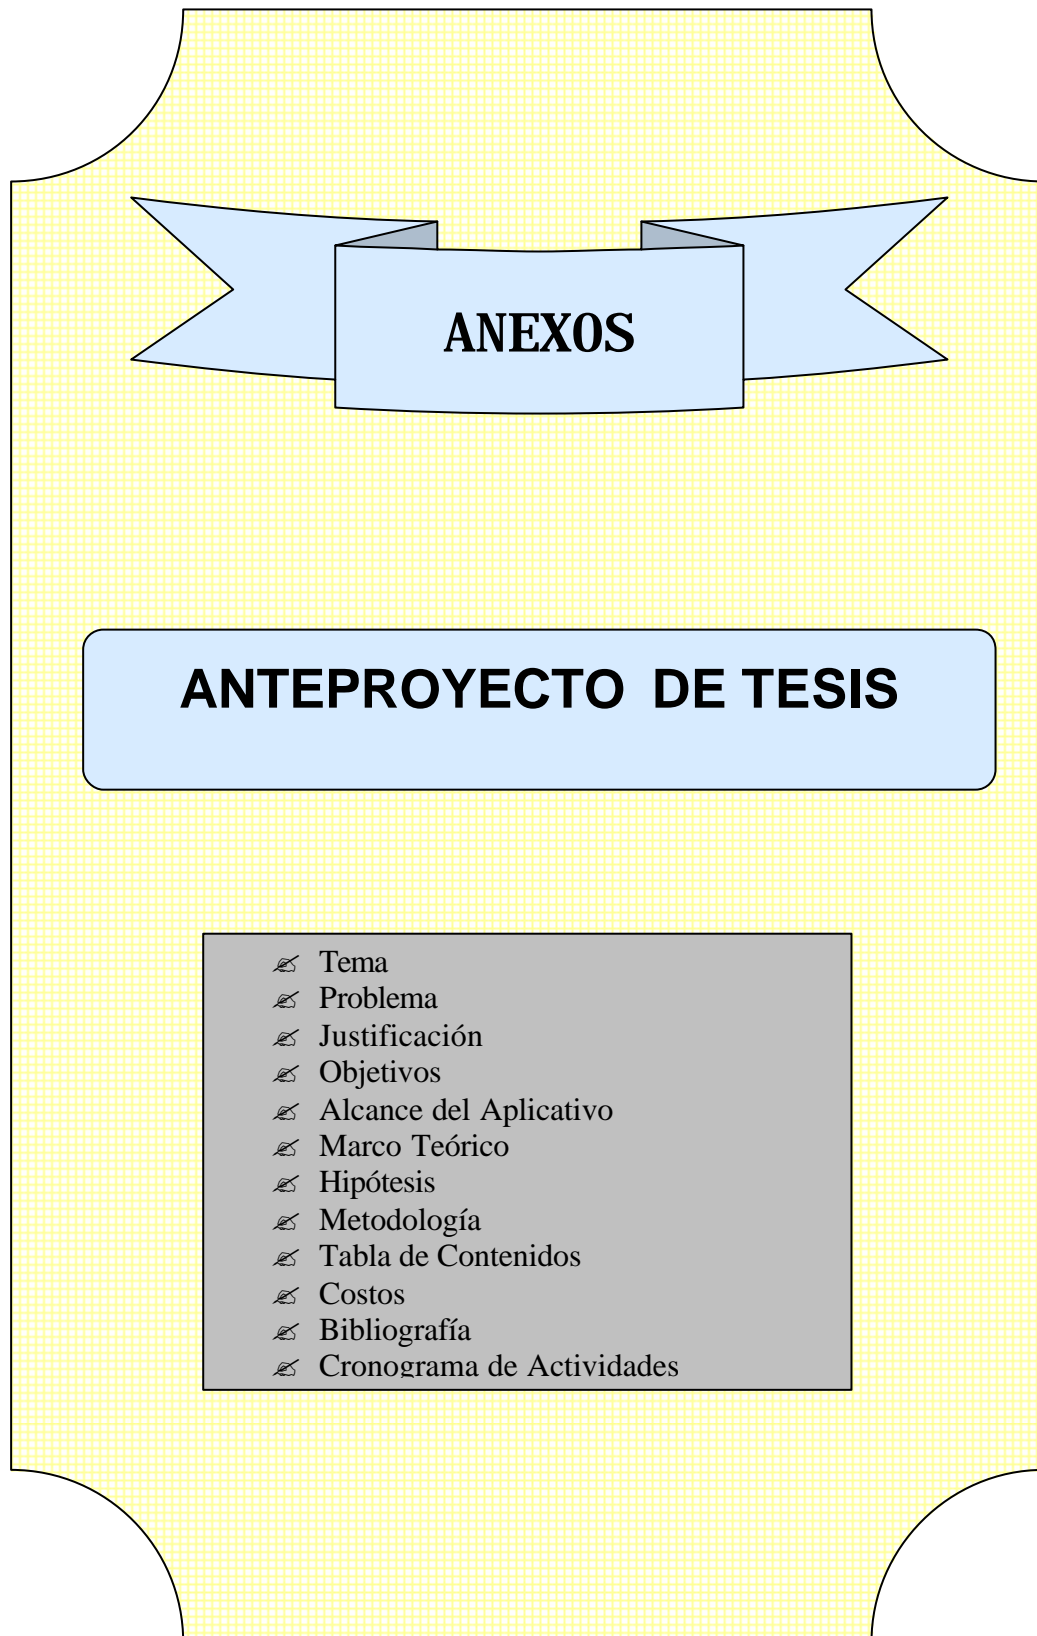 ANEXOS
ANTEPROYECTO DE TESIS
Tema
Problema
Justificación
Objetivos
Alcance del Aplicativo
Marco Teórico
Hipótesis
Metodología
Tabla de Contenidos
Costos
Bibliografía
Cronograma de Actividades